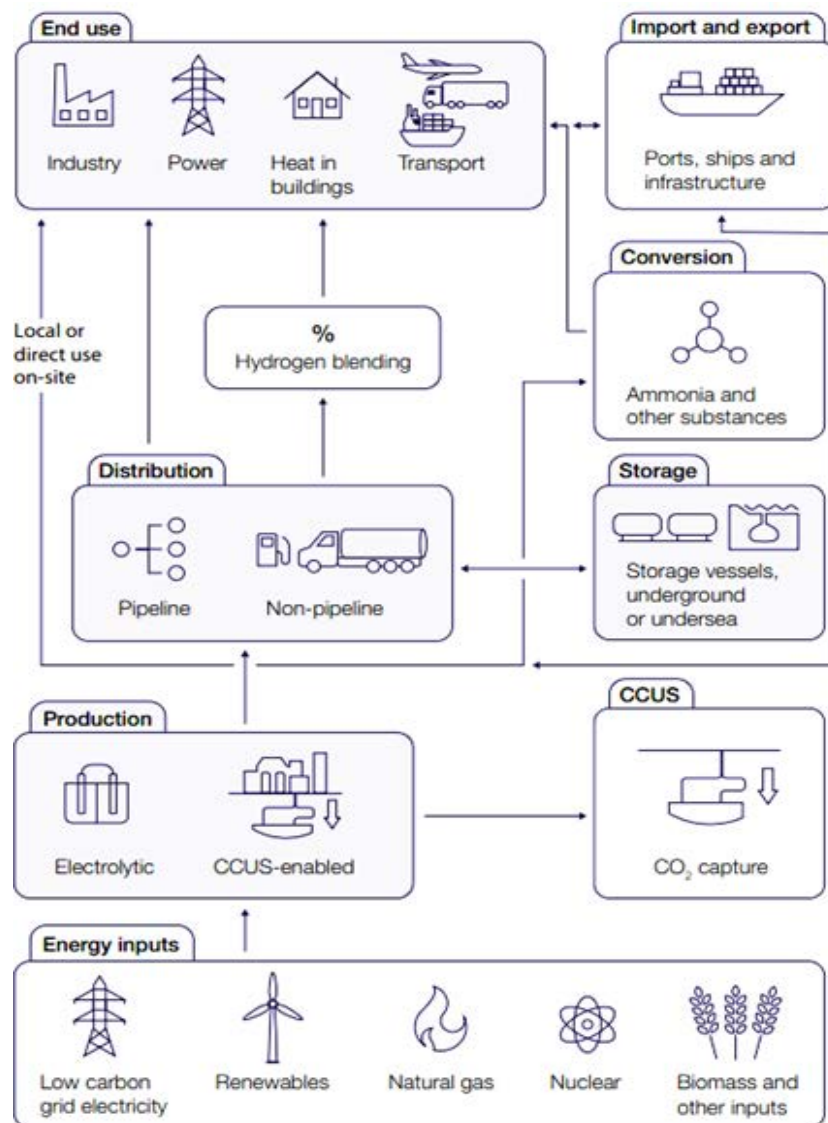 End use
Import and export
Industry
Power
Heat in
buildings
Transport
Ports, ships and
infrastructure
Conversion
Local or
direct use
on-site
%
Hydrogen blending
Ammonia and
other substances
Distribution
Storage
Pipeline
Non-pipeline
Storage vessels,
underground
or undersea
Production
CCUS
Electrolytic
CCUS-enabled
CO₂ capture
Energy inputs
Low carbon
grid electricity
Renewables
Natural gas
Nuclear
Biomass and
other inputs